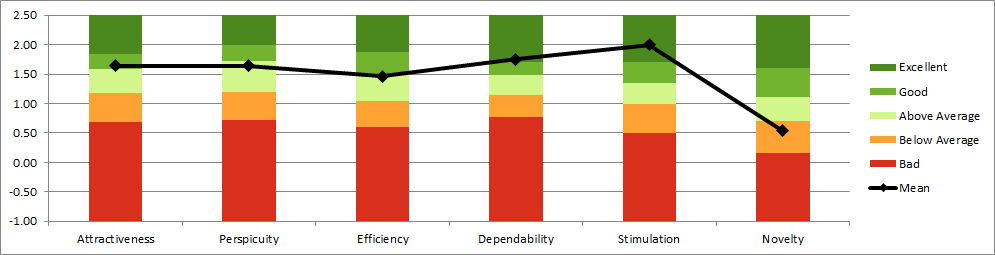 2.50
2.00
1.50
1.00
0.50
0.00
-0.50
-1.00
Attractiveness Perspicuity Efficiency Dependability Stimulation Novelty
Excellent
Good
Above Average
Below Average
Bad
Mean